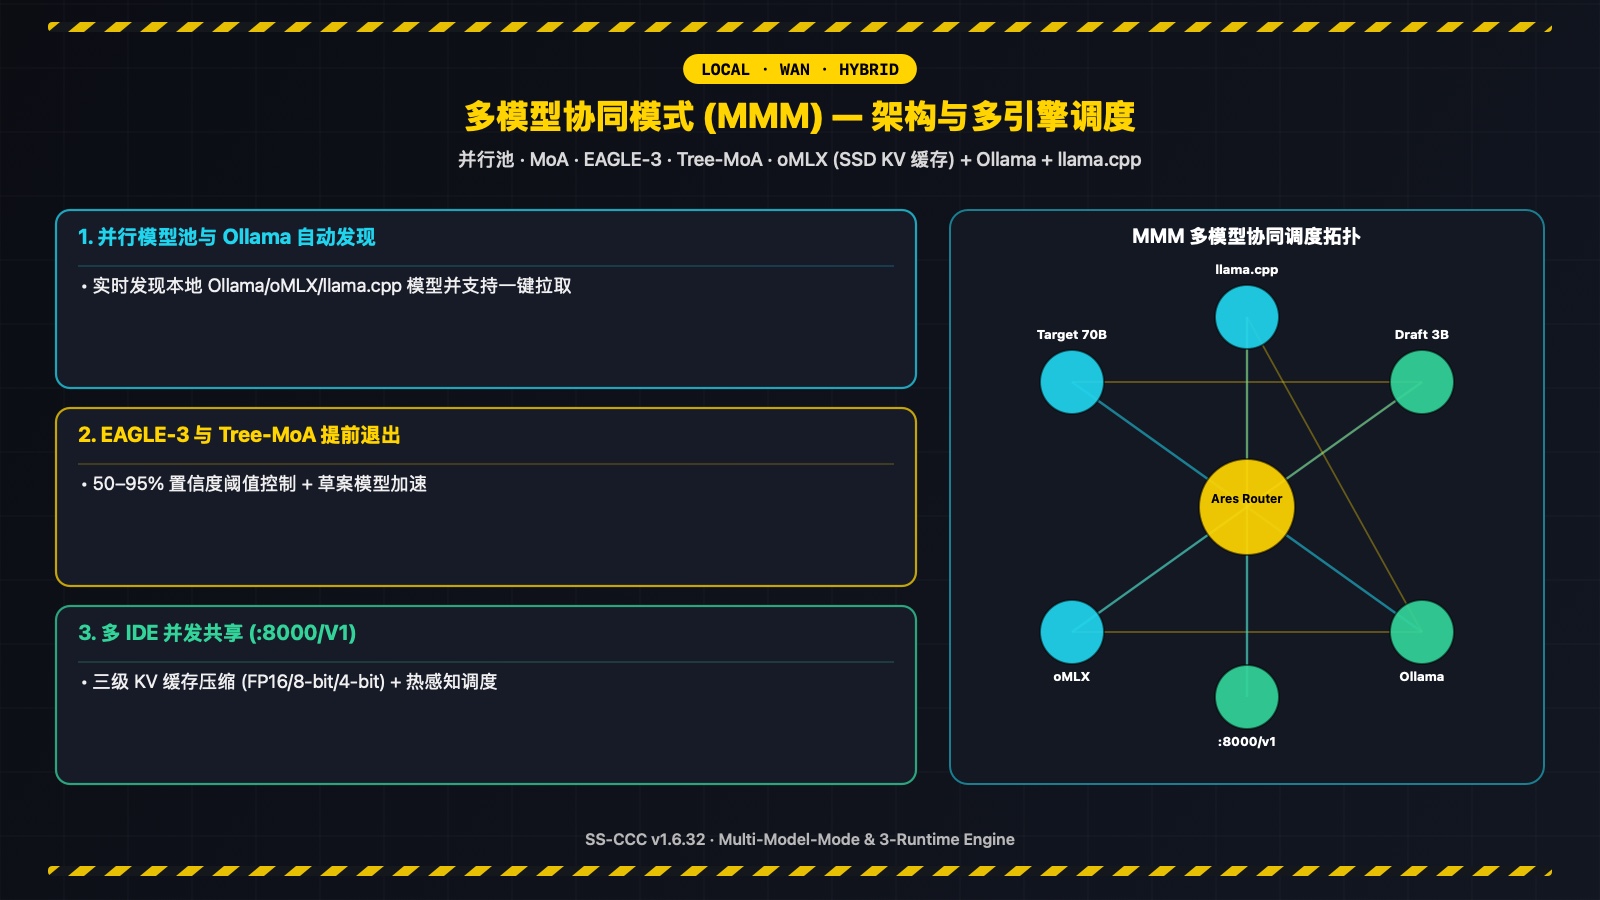 LOCAL · WAN · HYBRID
多模型协同模式 (MMM) — 架构与多引擎调度
并行池 · MoA · EAGLE-3 · Tree-MoA · oMLX (SSD KV 缓存) + Ollama + llama.cpp
1. 并行模型池与 Ollama 自动发现
• 实时发现本地 Ollama/oMLX/llama.cpp 模型并支持一键拉取
2. EAGLE-3 与 Tree-MoA 提前退出
• 50–95% 置信度阈值控制 + 草案模型加速
3. 多 IDE 并发共享 (:8000/V1)
• 三级 KV 缓存压缩 (FP16/8-bit/4-bit) + 热感知调度
MMM 多模型协同调度拓扑
llama.cpp
Target 70B
Draft 3B
Ares Router
oMLX
Ollama
:8000/v1
SS-CCC v1.6.32 · Multi-Model-Mode & 3-Runtime Engine